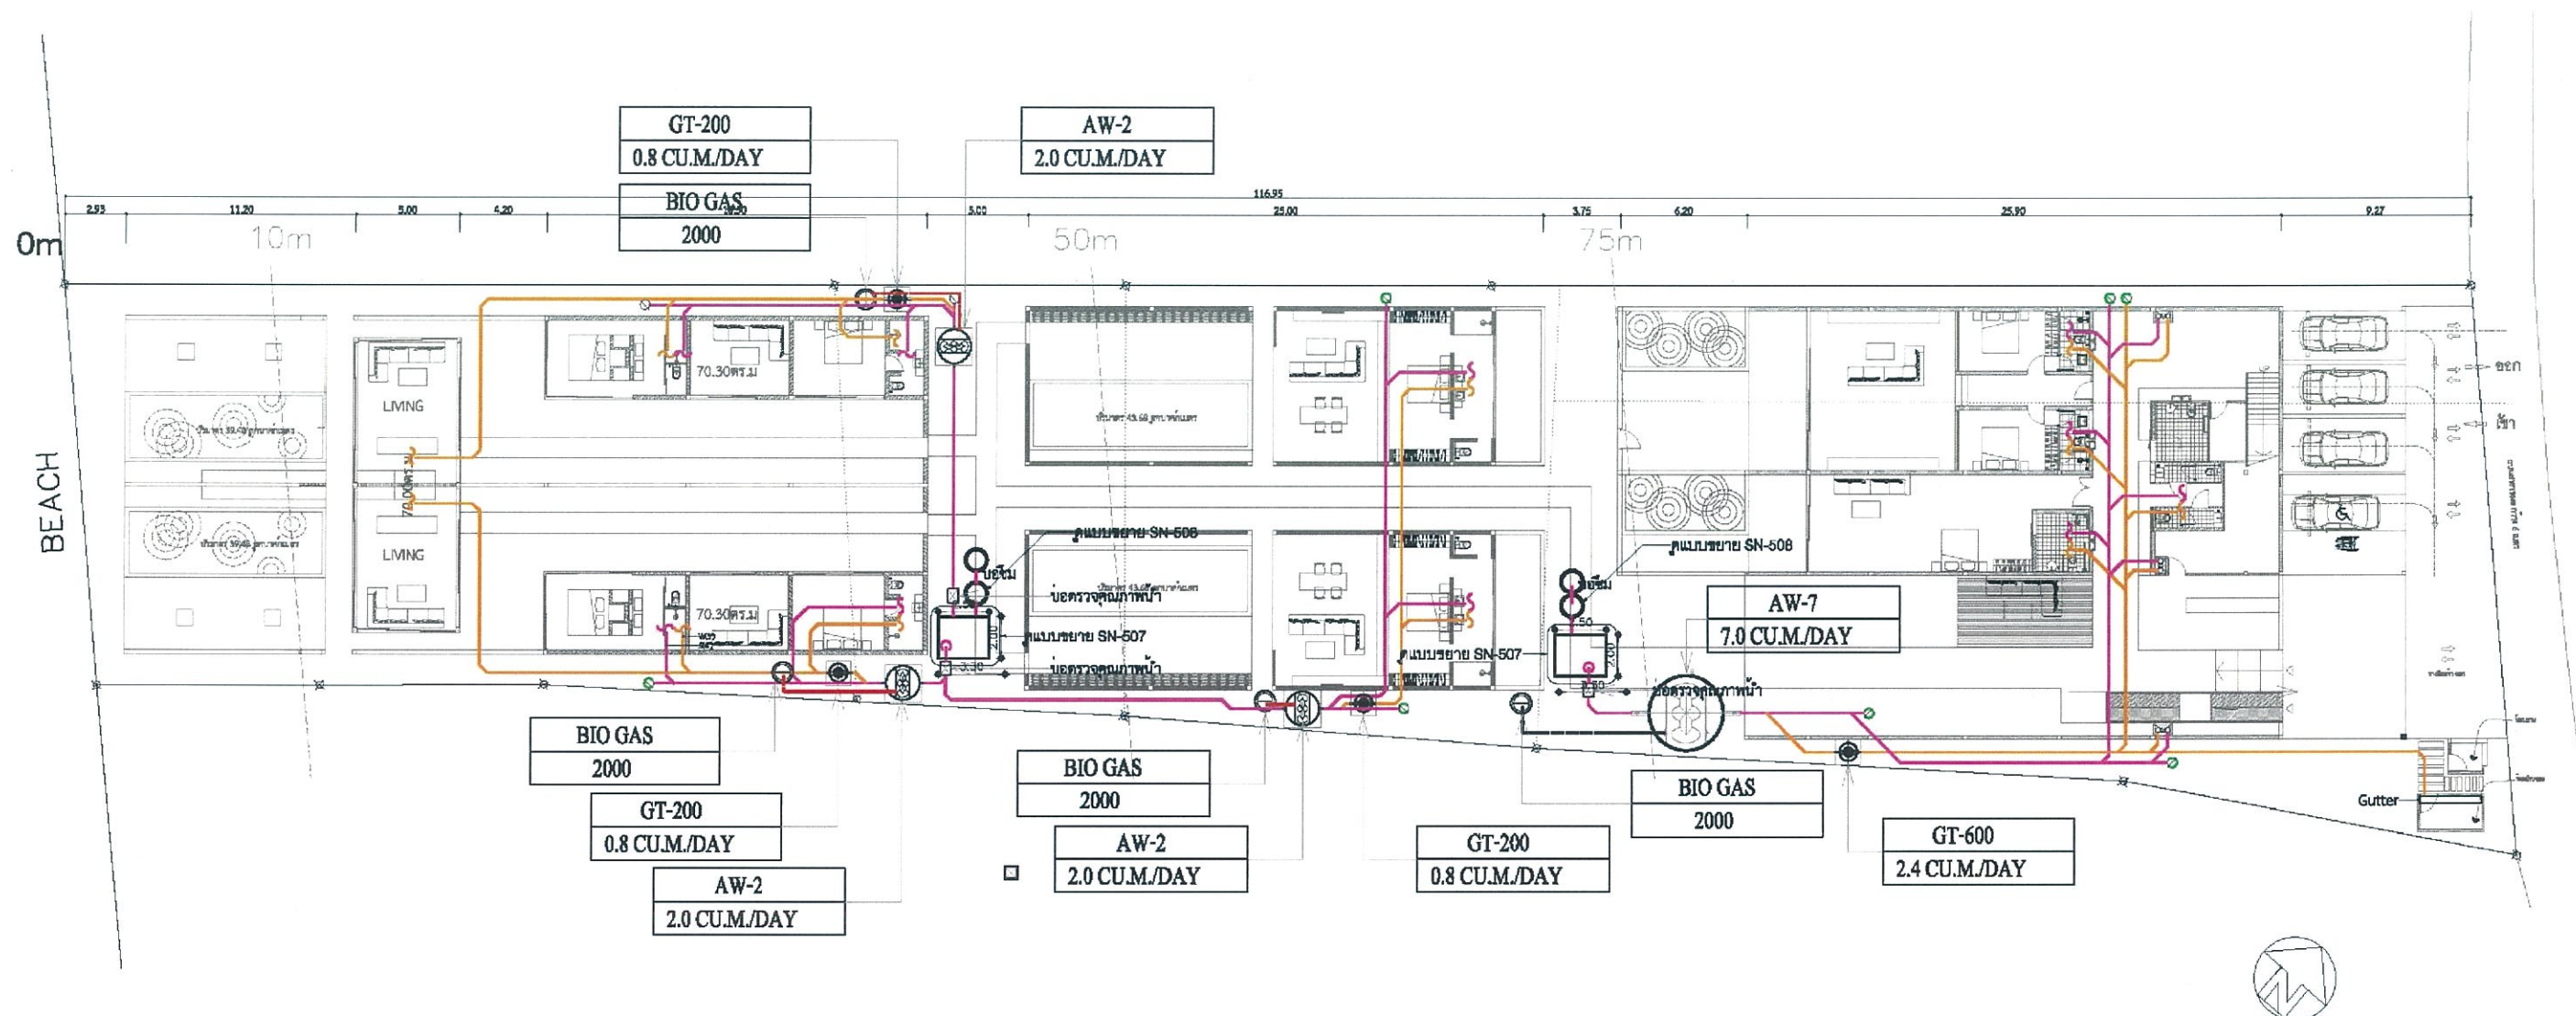 GT-200
0.8 CU.M./DAY
AW-2
2.0 CU.M./DAY
BIO GAS
2000
116.95
2.95
11.20
5.00
4.20
5.00
25.00
3.75
6.20
25.90
9.27
0m
10m
50m
75m
BEACH
LIVING
70.30ตร.ม
LIVING
70.30ตร.ม
ออก
เข้า
ดูแบบขยาย SN-508
บ่อซึม
บ่อตรวจคุณภาพน้ำ
ดูแบบขยาย SN-507
2.00
บ่อตรวจคุณภาพน้ำ
ดูแบบขยาย SN-508
บ่อซึม
ดูแบบขยาย SN-507
2.00
บ่อตรวจคุณภาพน้ำ
AW-7
7.0 CU.M./DAY
BIO GAS
2000
GT-200
0.8 CU.M./DAY
AW-2
2.0 CU.M./DAY
BIO GAS
2000
AW-2
2.0 CU.M./DAY
GT-200
0.8 CU.M./DAY
BIO GAS
2000
GT-600
2.4 CU.M./DAY
Gutter